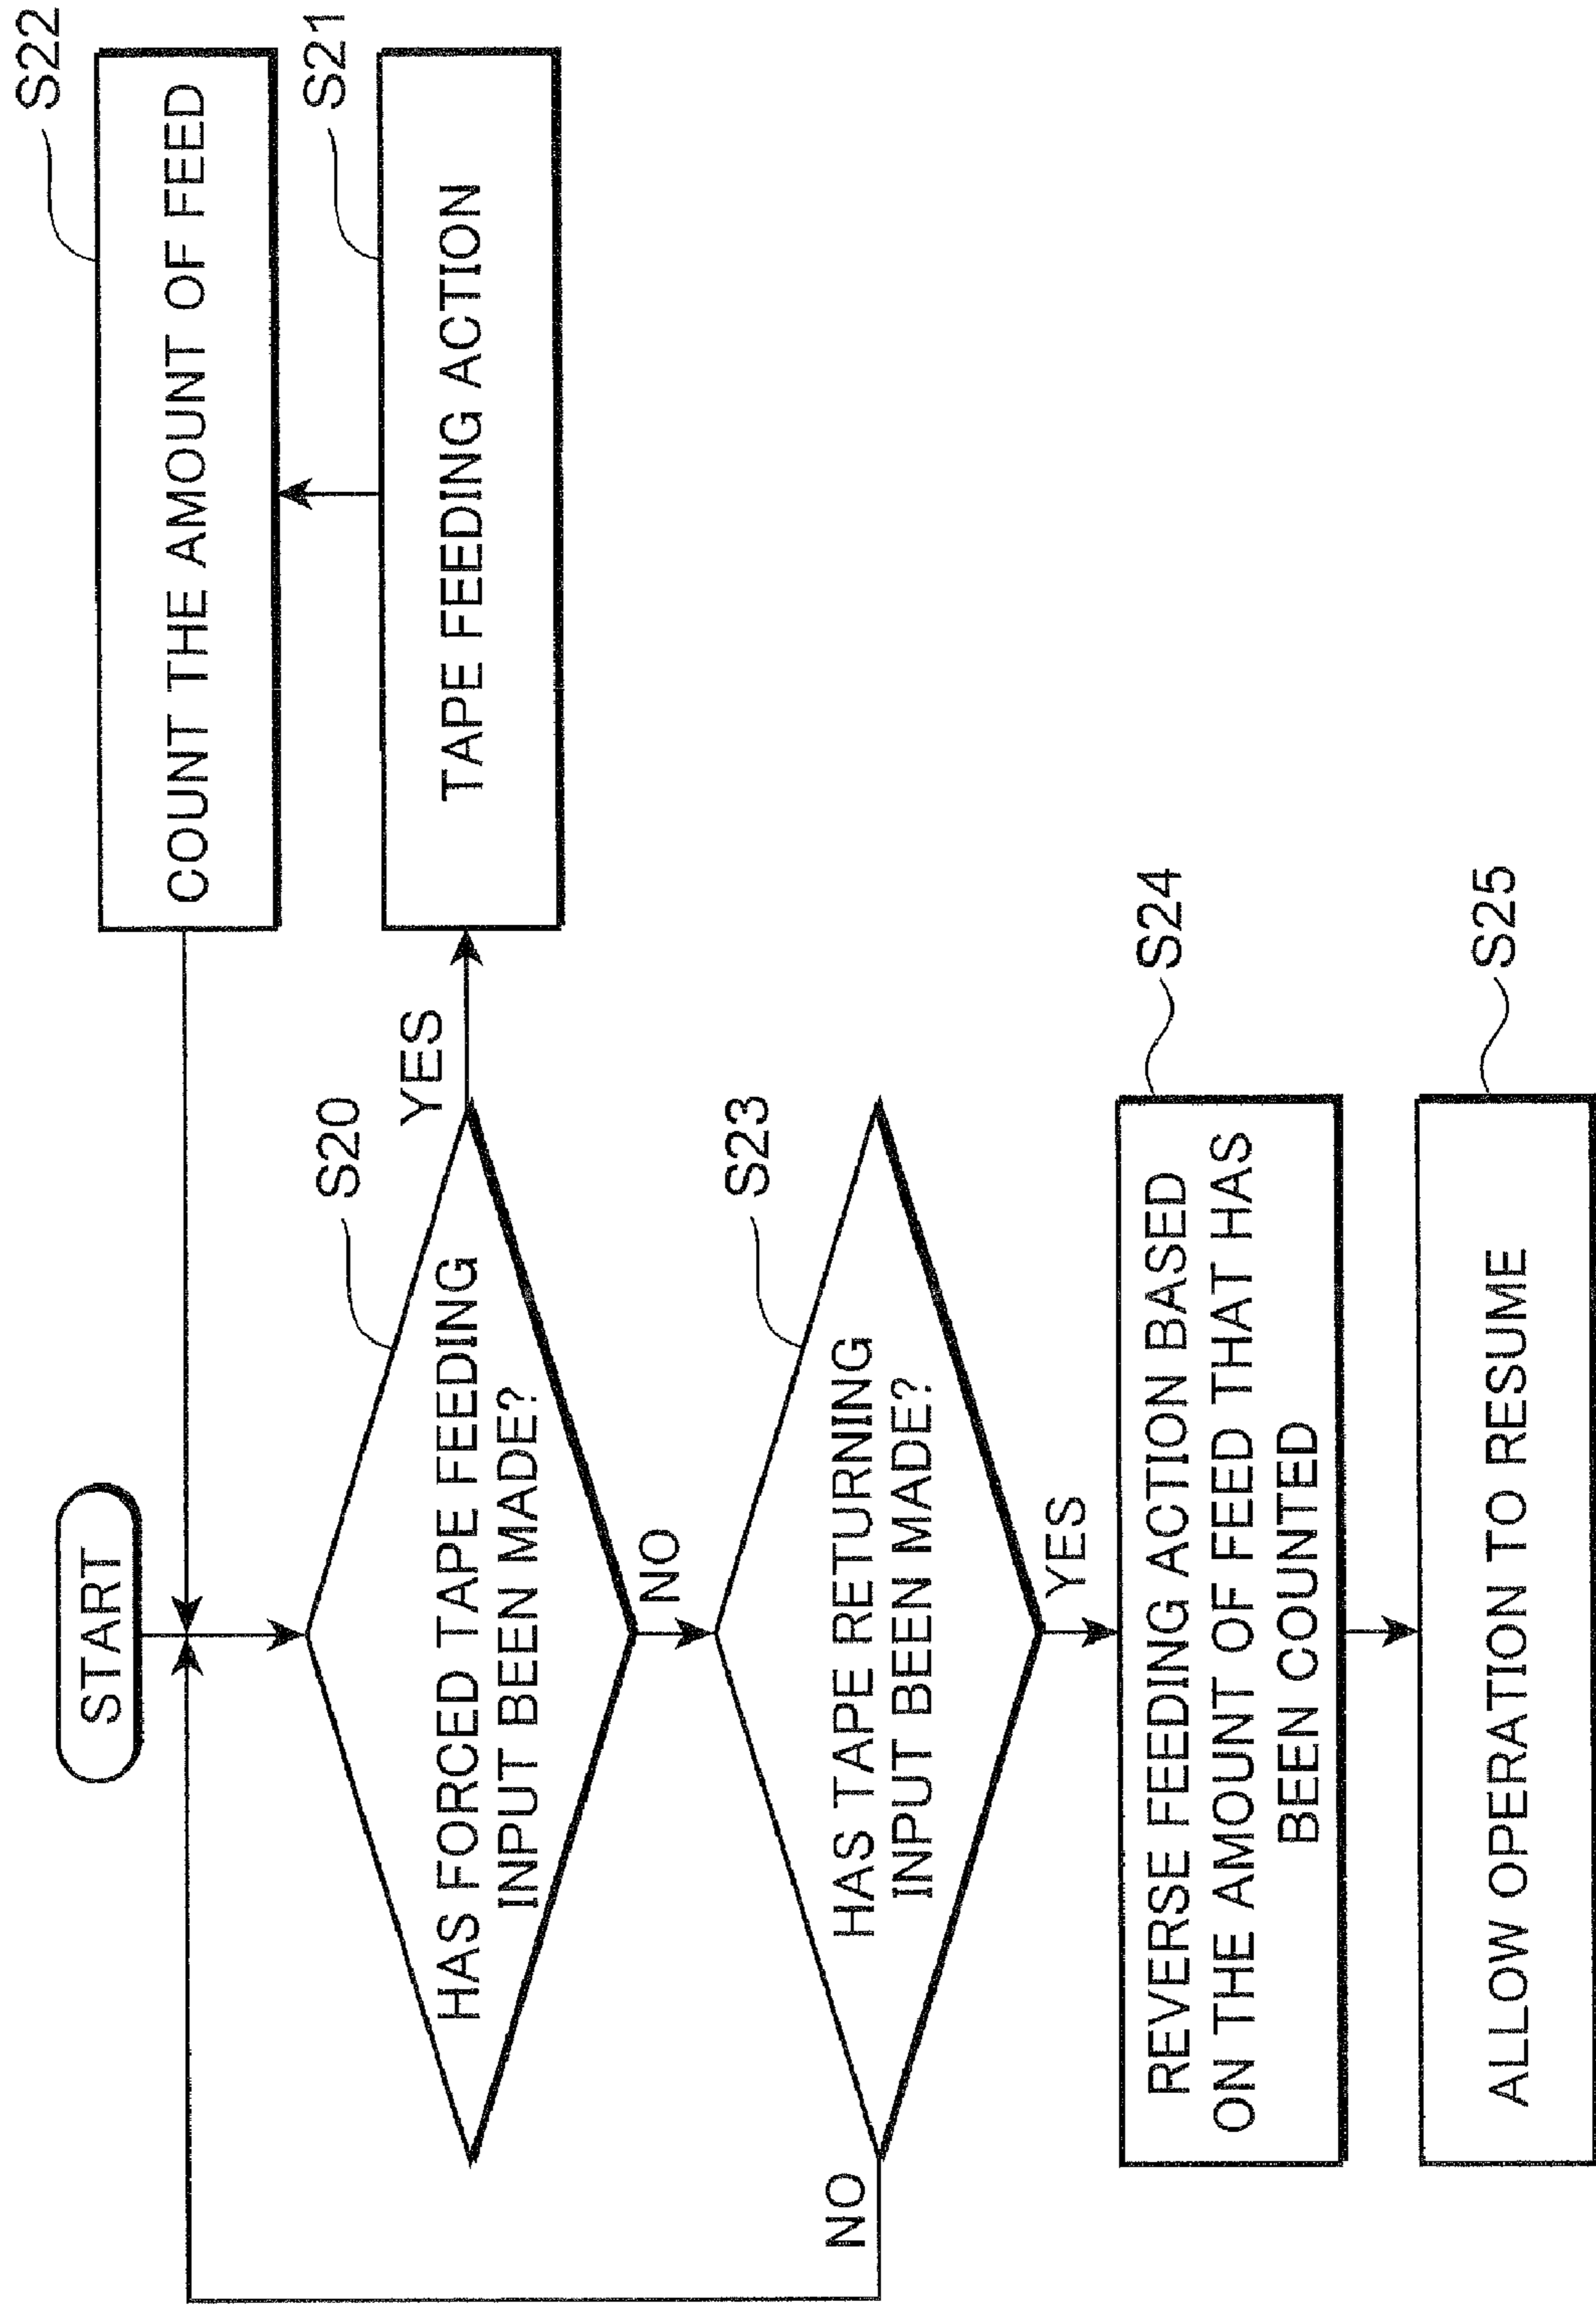 START
S20
HAS FORCED TAPE FEEDING
INPUT BEEN MADE?
YES
NO
S21
TAPE FEEDING ACTION
S22
COUNT THE AMOUNT OF FEED
S23
HAS TAPE RETURNING
INPUT BEEN MADE?
NO
YES
S24
REVERSE FEEDING ACTION BASED
ON THE AMOUNT OF FEED THAT HAS
BEEN COUNTED
S25
ALLOW OPERATION TO RESUME